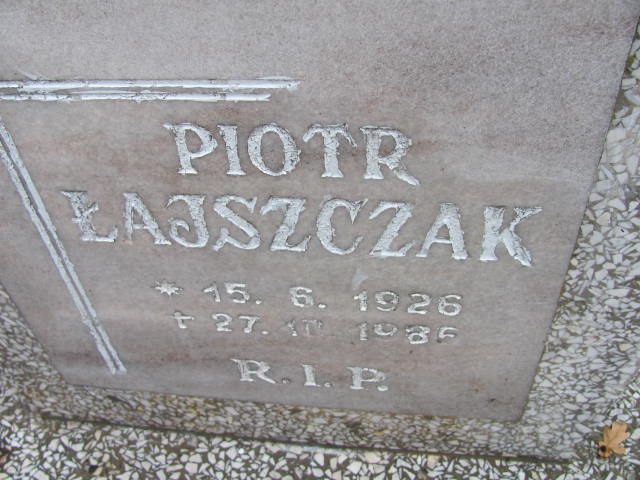 PIOTR
ŁAJSZCZAK
* 15. 6. 1926
+ 27.
R.I.P.